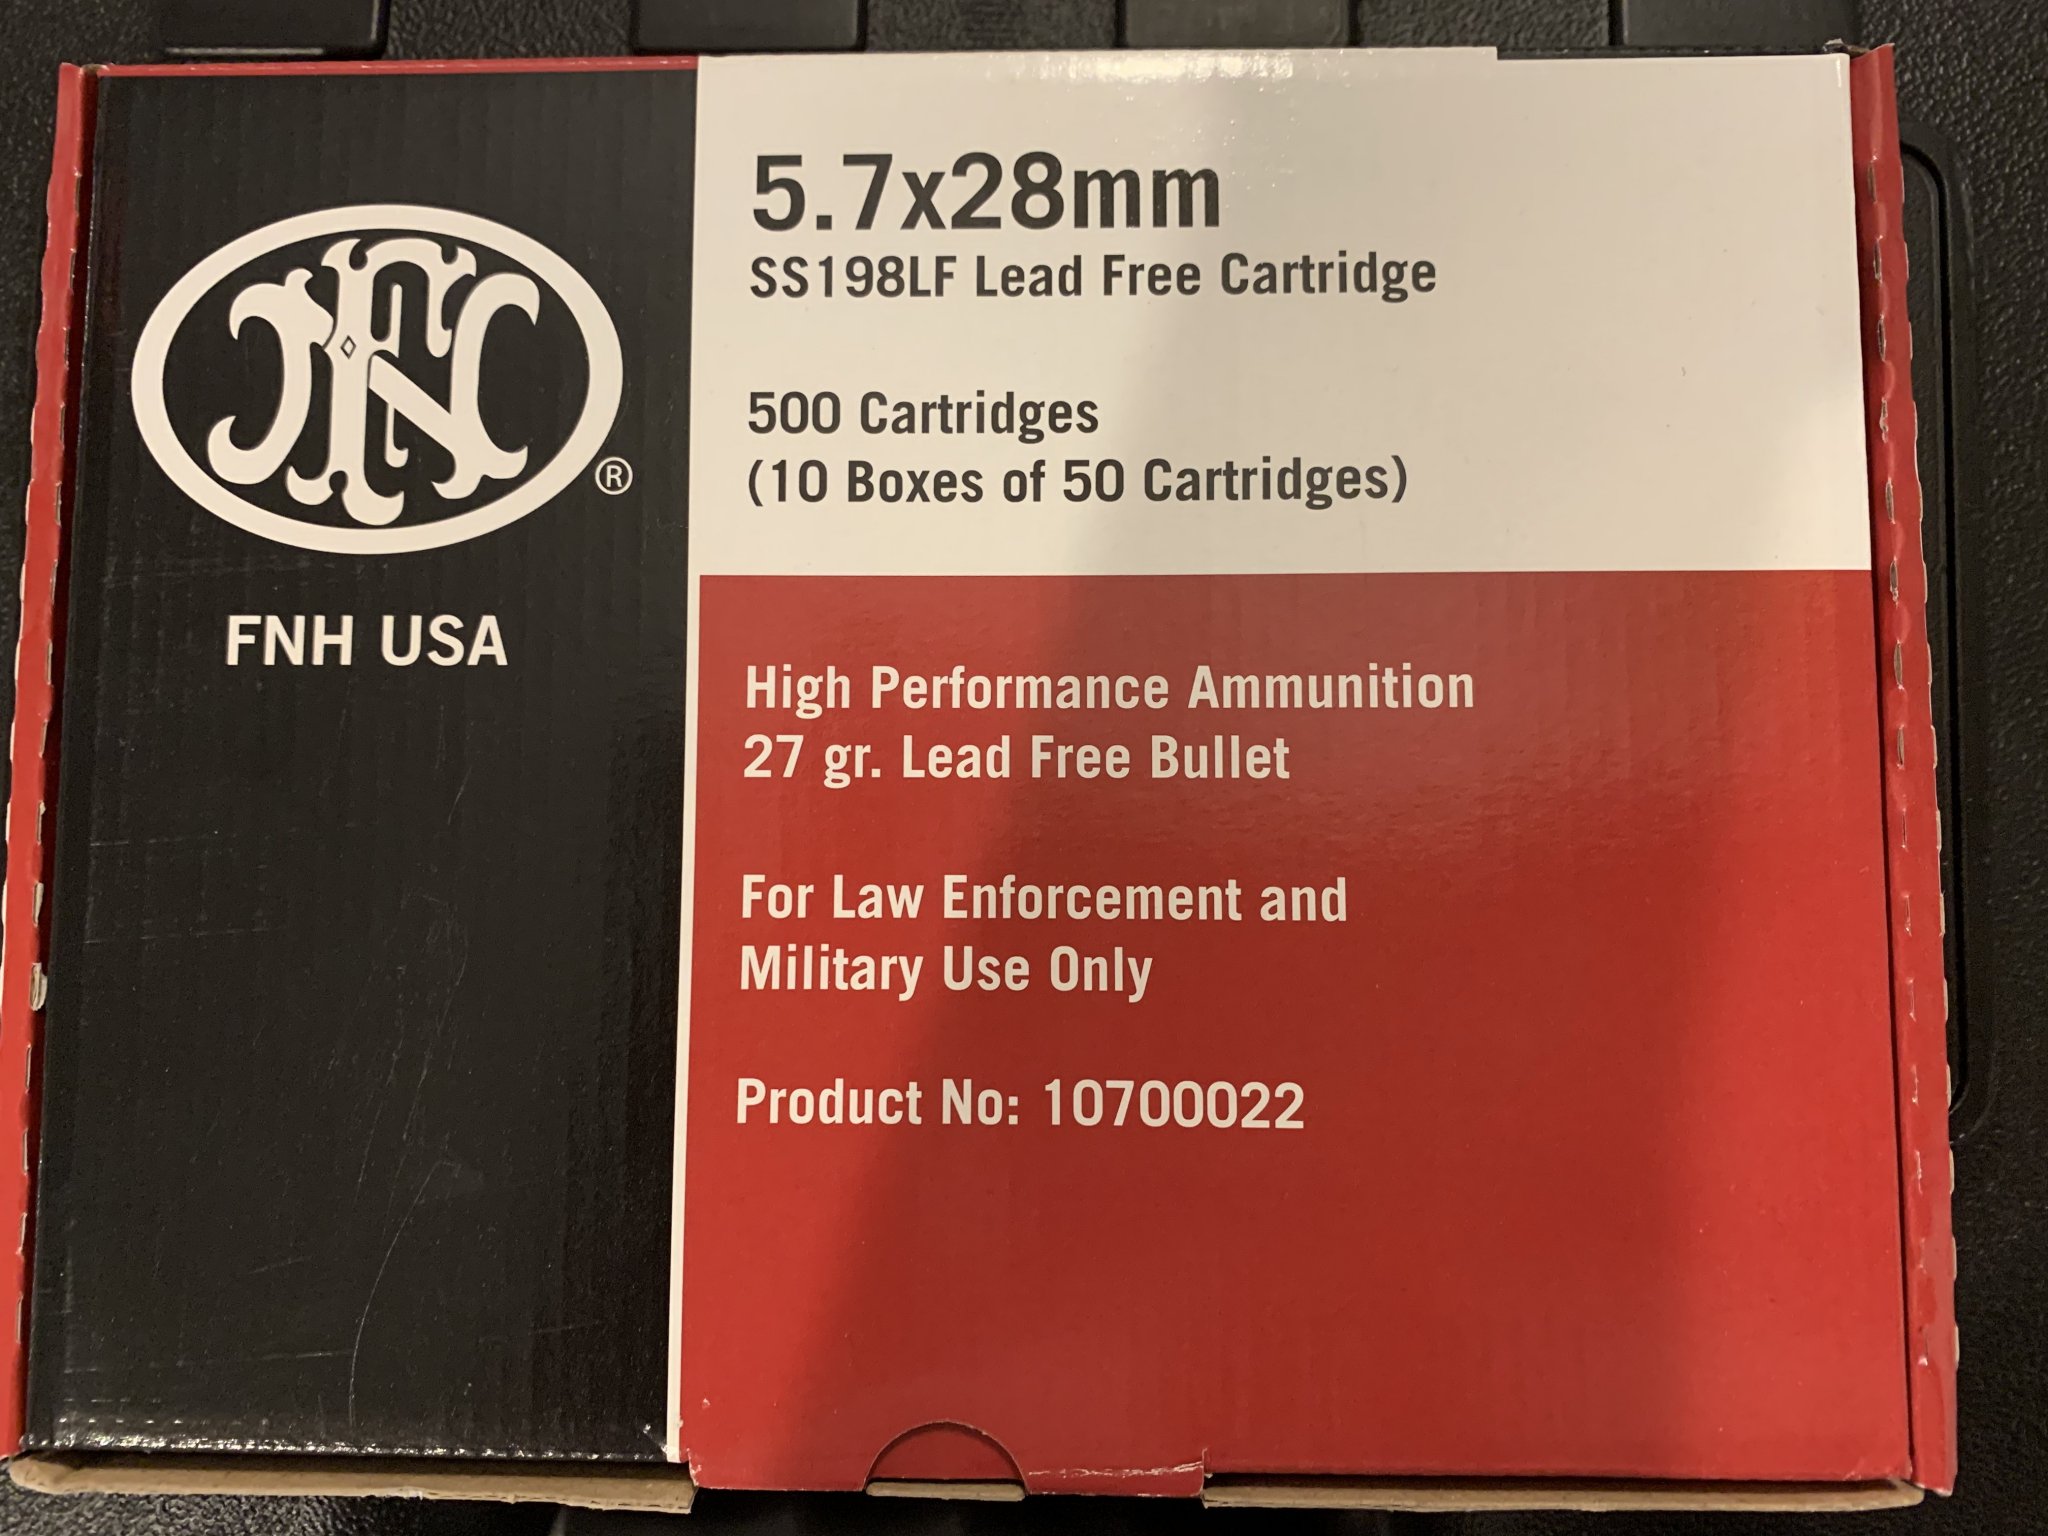 FN
®
FNH USA
5.7x28mm
SS198LF Lead Free Cartridge
500 Cartridges
(10 Boxes of 50 Cartridges)
High Performance Ammunition
27 gr. Lead Free Bullet
For Law Enforcement and
Military Use Only
Product No: 10700022